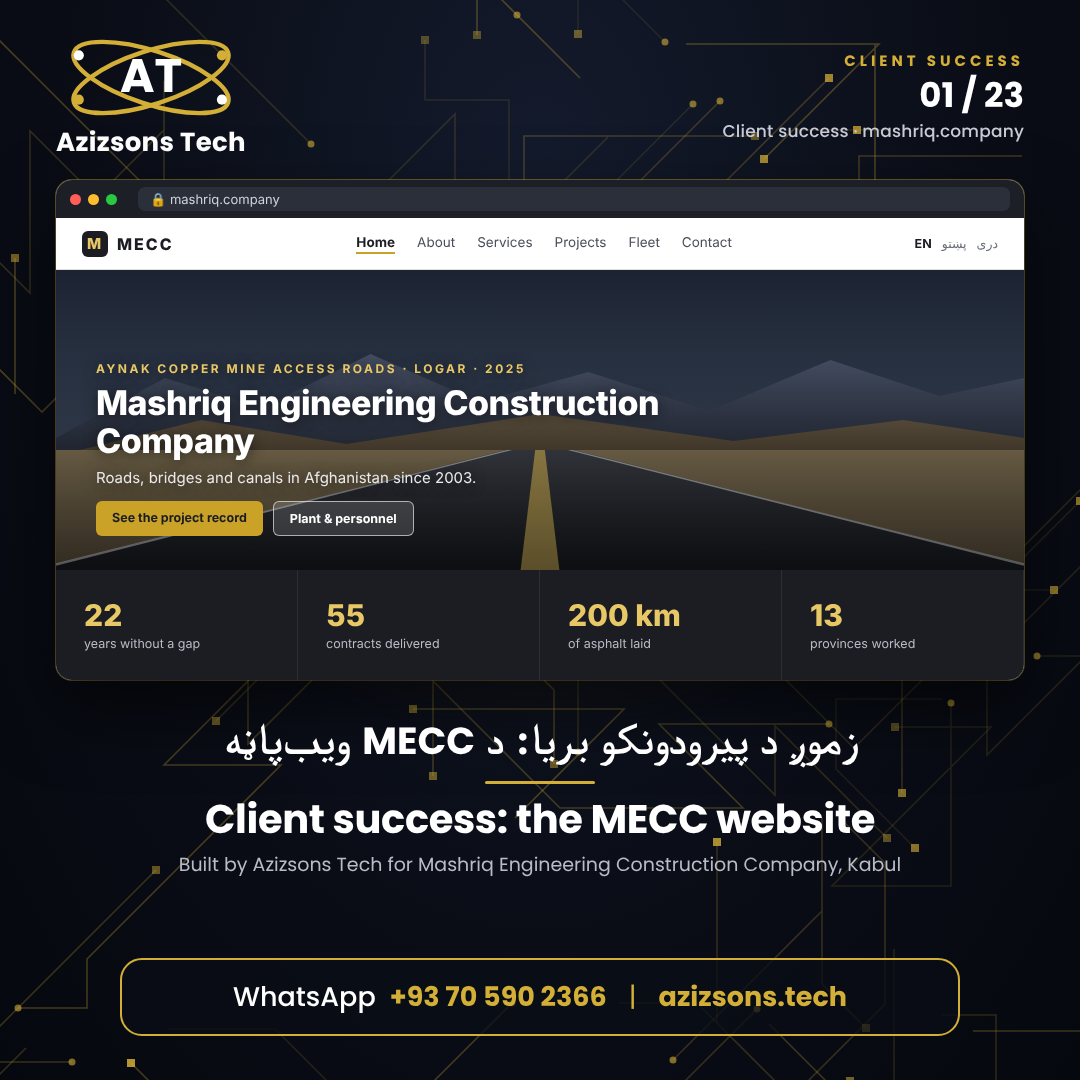 AT
Azizsons Tech
CLIENT SUCCESS
01 / 23
Client success · mashriq.company
mashriq.company
M MECC
Home About Services Projects Fleet Contact
EN پښتو دری
AYNAK COPPER MINE ACCESS ROADS · LOGAR · 2025
Mashriq Engineering Construction
Company
Roads, bridges and canals in Afghanistan since 2003.
See the project record
Plant & personnel
22
years without a gap
55
contracts delivered
200 km
of asphalt laid
13
provinces worked
زموږ د پیرودونکو بریا: د MECC ویب‌پاڼه
Client success: the MECC website
Built by Azizsons Tech for Mashriq Engineering Construction Company, Kabul
WhatsApp +93 70 590 2366 | azizsons.tech